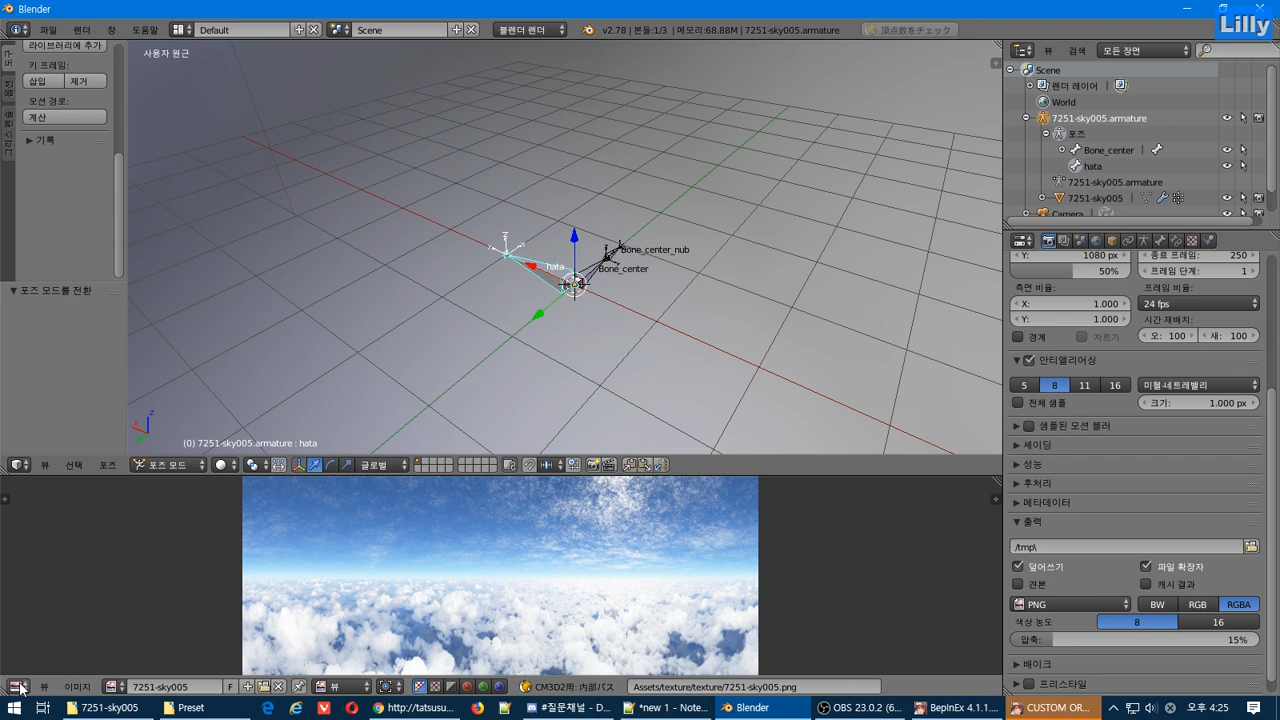 Blender
Lilly
파일 렌더 창 도움말 Default Scene 블렌더 렌더 v2.78 | 본들:1/3 | 메모리:68.88M | 7251-sky005.armature 頂点数をチェック
라이브러리에 추가
키 프레임:
삽입 제거
모션 경로:
계산
기록
포즈 모드를 전환
사용자 원근
hata
Bone_center_nub
Bone_center
(0) 7251-sky005.armature : hata
뷰 선택 포즈 포즈 모드 글로벌
뷰 이미지 7251-sky005 F 뷰 CM3D2用: 内部パス Assets/texture/texture/7251-sky005.png
뷰 검색 모든 장면
Scene
렌더 레이어
World
7251-sky005.armature
포즈
Bone_center
hata
7251-sky005.armature
7251-sky005
Camera
Y: 1080 px
50%
종료 프레임: 250
프레임 단계: 1
측면 비율: 프레임 비율:
X: 1.000 24 fps
Y: 1.000 시간 재배치:
경계 자르기 오: 100 새: 100
안티앨리어싱
5 8 11 16 미첼-네트래밸리
전체 샘플 크기: 1.000 px
샘플된 모션 블러
셰이딩
성능
후처리
메타데이터
출력
/tmp\
덮어쓰기 파일 확장자
견본 캐시 결과
PNG BW RGB RGBA
색상 농도 8 16
압축: 15%
배이크
프리스타일
7251-sky005 Preset http://tatsusu... #질문채널 - D... *new 1 - Note... Blender OBS 23.0.2 (6... BepInEx 4.1.1... CUSTOM OR... 오후 4:25